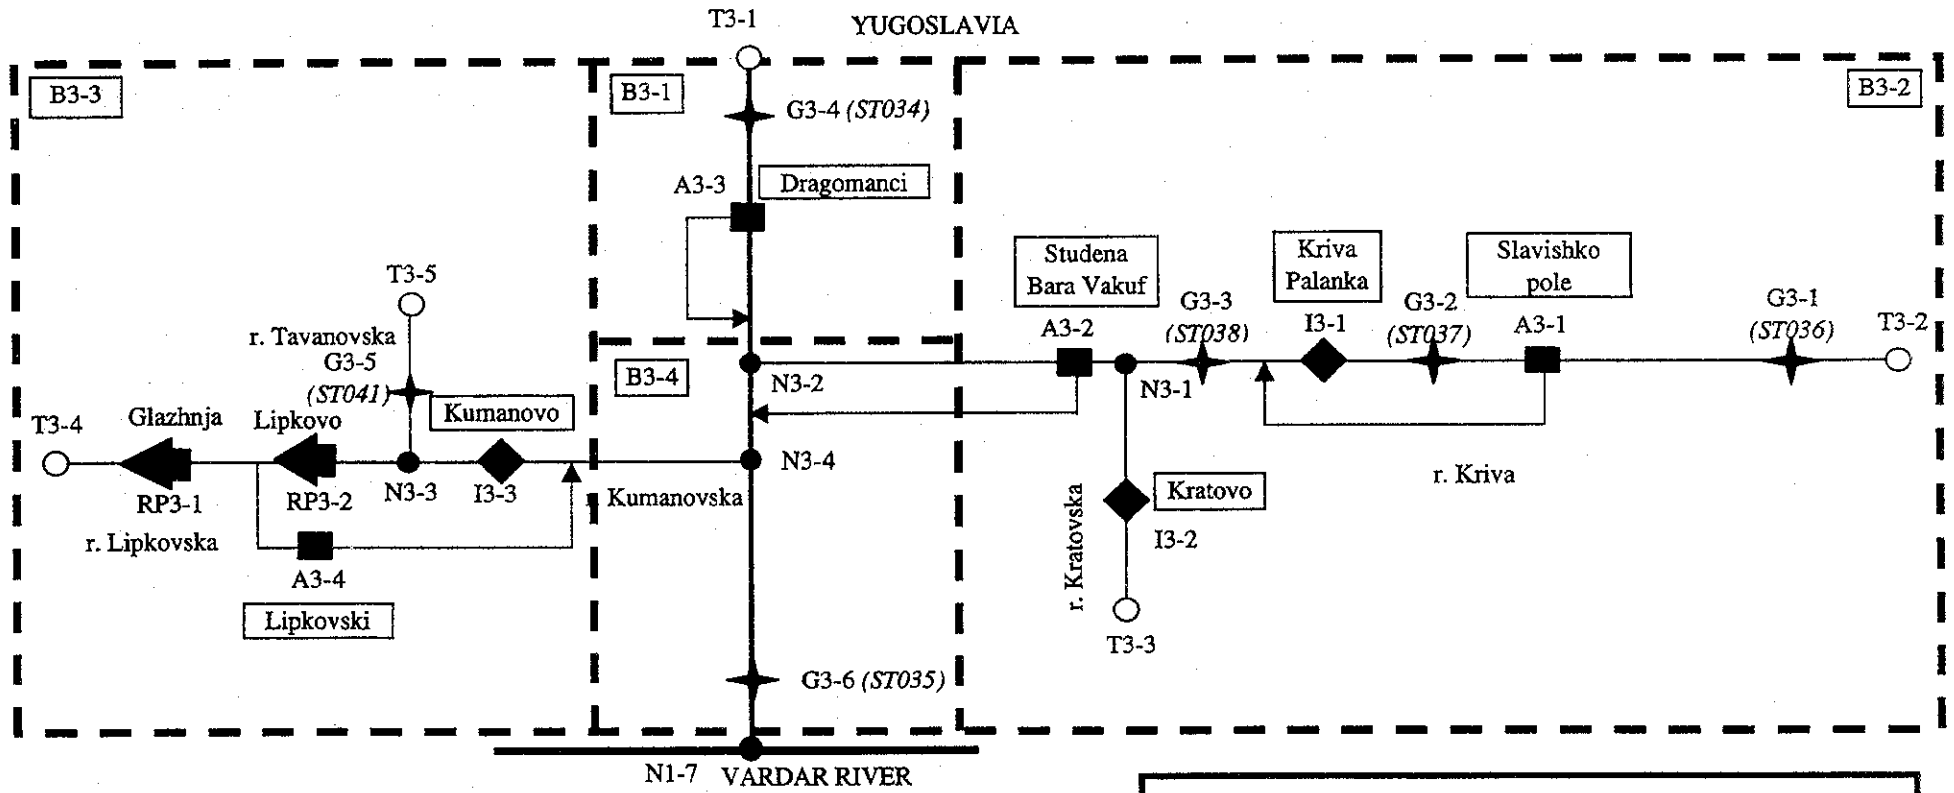 T3-1
YUGOSLAVIA
B3-3
B3-1
B3-2
G3-4 (ST034)
A3-3
Dragomanci
Studena
Bara Vakuf
Kriva
Palanka
Slavishko
pole
T3-5
G3-3
(ST038)
G3-2
(ST037)
G3-1
(ST036)
A3-2
I3-1
A3-1
T3-2
r. Tavanovska
G3-5
(ST041)
B3-4
N3-2
N3-1
Kumanovo
T3-4
Glazhnja
Lipkovo
N3-4
RP3-1
RP3-2
N3-3
I3-3
Kumanovska
r. Kriva
r. Kratovska
Kratovo
I3-2
r. Lipkovska
A3-4
Lipkovski
T3-3
G3-6 (ST035)
N1-7
VARDAR RIVER